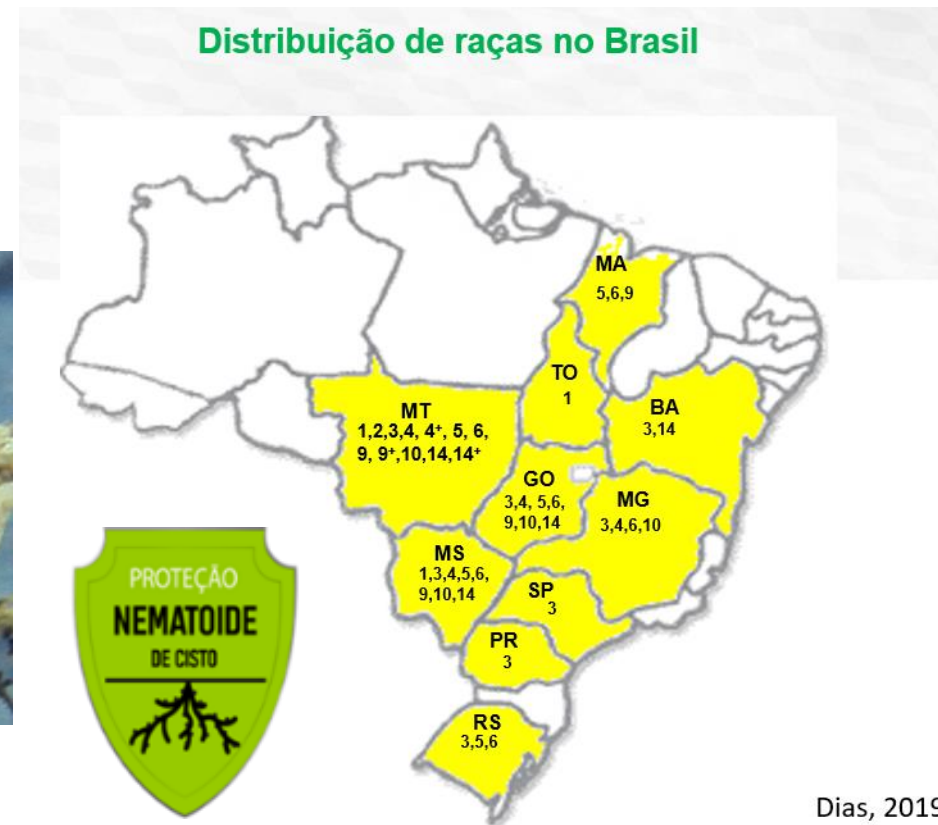 Distribuição de raças no Brasil
MA
5,6,9
TO
1
MT
1,2,3,4, 4⁺, 5, 6,
9, 9⁺,10,14,14⁺
BA
3,14
GO
3,4, 5,6,
9,10,14
MG
3,4,6,10
MS
1,3,4,5,6,
9,10,14
SP
3
PR
3
RS
3,5,6
PROTEÇÃO
NEMATOIDE
DE CISTO
Dias, 2019